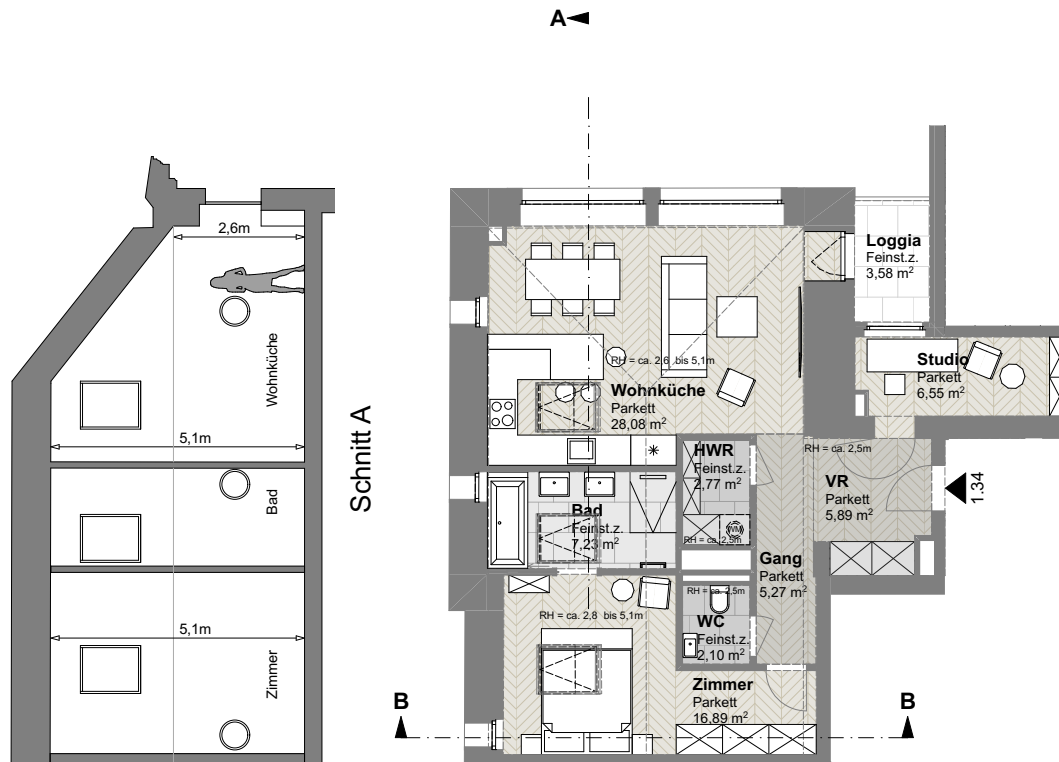 A
2,6m
Wohnküche
5,1m
Bad
5,1m
Zimmer
Schnitt A
Loggia
Feinst.z.
3,58 m²
Studio
Parkett
6,55 m²
RH = ca. 2,6 bis 5,1m
Wohnküche
Parkett
28,08 m²
HWR
Feinst.z.
2,77 m²
WM
RH = ca. 2,5m
RH = ca. 2,5m
VR
Parkett
5,89 m²
1.34
Bad
Feinst.z.
7,23 m²
Gang
Parkett
5,27 m²
RH = ca. 2,5m
WC
Feinst.z.
2,10 m²
RH = ca. 2,8 bis 5,1m
Zimmer
Parkett
16,89 m²
B
B